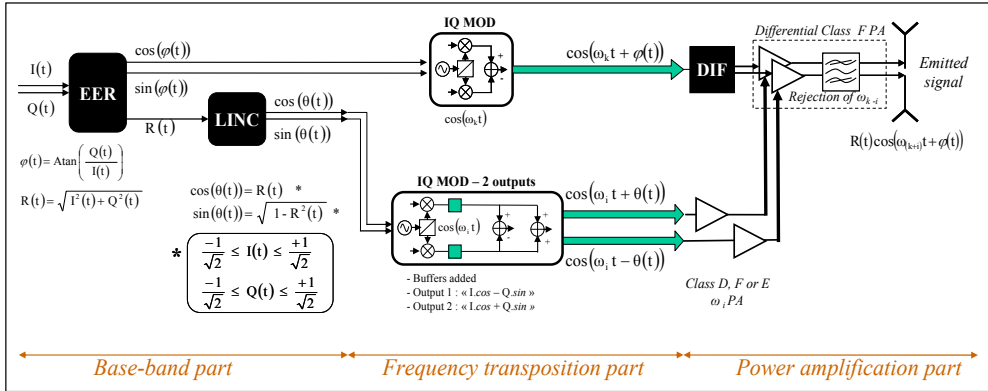 IQ MOD
cos(ω_k t)
cos(φ(t))
sin(φ(t))
I(t)
Q(t)
EER
R(t)
LINC
cos(θ(t))
sin(θ(t))
cos(ω_k t + φ(t))
DIF
Differential Class F PA
Rejection of ω_{k-i}
Emitted
signal
R(t)cos(ω_{(k+i)} t + φ(t))
φ(t) = Atan(Q(t)/I(t))
R(t) = √(I²(t) + Q²(t))
cos(θ(t)) = R(t) *
sin(θ(t)) = √(1 - R²(t)) *
* -1/√2 ≤ I(t) ≤ +1/√2
-1/√2 ≤ Q(t) ≤ +1/√2
IQ MOD – 2 outputs
cos(ω_i t)
cos(ω_i t + θ(t))
cos(ω_i t − θ(t))
- Buffers added
- Output 1 : « I.cos – Q.sin »
- Output 2 : « I.cos + Q.sin »
Class D, F or E
ω_i PA
Base-band part
Frequency transposition part
Power amplification part